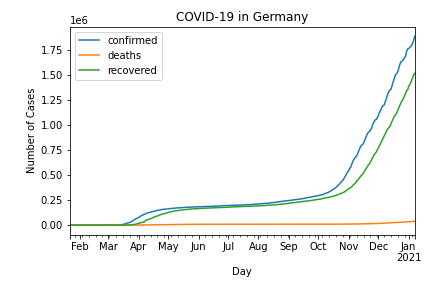 COVID-19 in Germany
1e6
confirmed
deaths
recovered
Number of Cases
1.75
1.50
1.25
1.00
0.75
0.50
0.25
0.00
Feb Mar Apr May Jun Jul Aug Sep Oct Nov Dec Jan
2021
Day